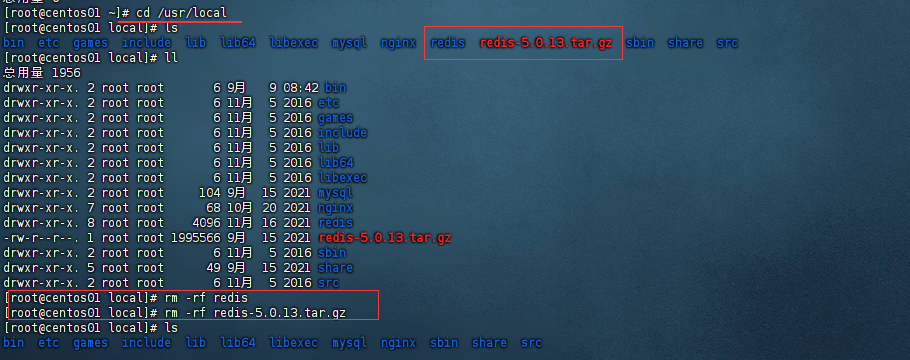 [root@centos01 ~]# cd /usr/local
[root@centos01 local]# ls
bin etc games include lib lib64 libexec mysql nginx redis redis-5.0.13.tar.gz sbin share src
[root@centos01 local]# ll
总用量 1956
drwxr-xr-x. 2 root root 6 9月 9 08:42 bin
drwxr-xr-x. 2 root root 6 11月 5 2016 etc
drwxr-xr-x. 2 root root 6 11月 5 2016 games
drwxr-xr-x. 2 root root 6 11月 5 2016 include
drwxr-xr-x. 2 root root 6 11月 5 2016 lib
drwxr-xr-x. 2 root root 6 11月 5 2016 lib64
drwxr-xr-x. 2 root root 6 11月 5 2016 libexec
drwxr-xr-x. 2 root root 104 9月 15 2021 mysql
drwxr-xr-x. 7 root root 68 10月 20 2021 nginx
drwxr-xr-x. 8 root root 4096 11月 16 2021 redis
-rw-r--r--. 1 root root 1995566 9月 15 2021 redis-5.0.13.tar.gz
drwxr-xr-x. 2 root root 6 11月 5 2016 sbin
drwxr-xr-x. 5 root root 49 9月 15 2021 share
drwxr-xr-x. 2 root root 6 11月 5 2016 src
[root@centos01 local]# rm -rf redis
[root@centos01 local]# rm -rf redis-5.0.13.tar.gz
[root@centos01 local]# ls
bin etc games include lib lib64 libexec mysql nginx sbin share src